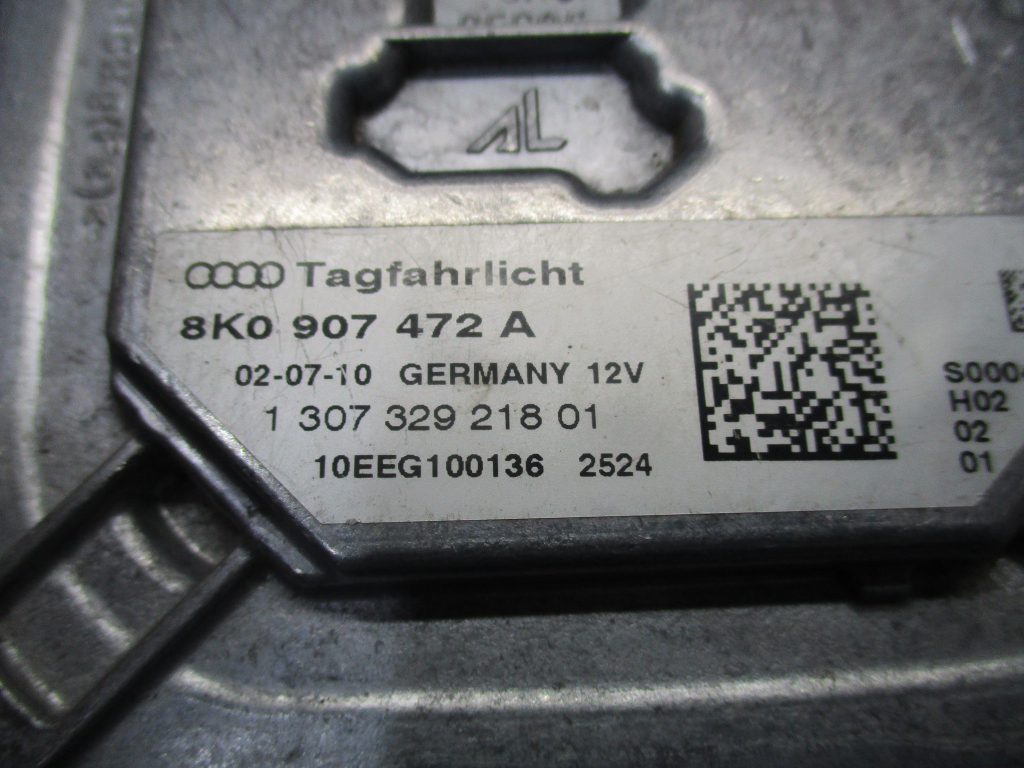 AL
Tagfahrlicht
8K0 907 472 A
02-07-10 GERMANY 12V
1 307 329 218 01
10EEG100136 2524
H02
02
01